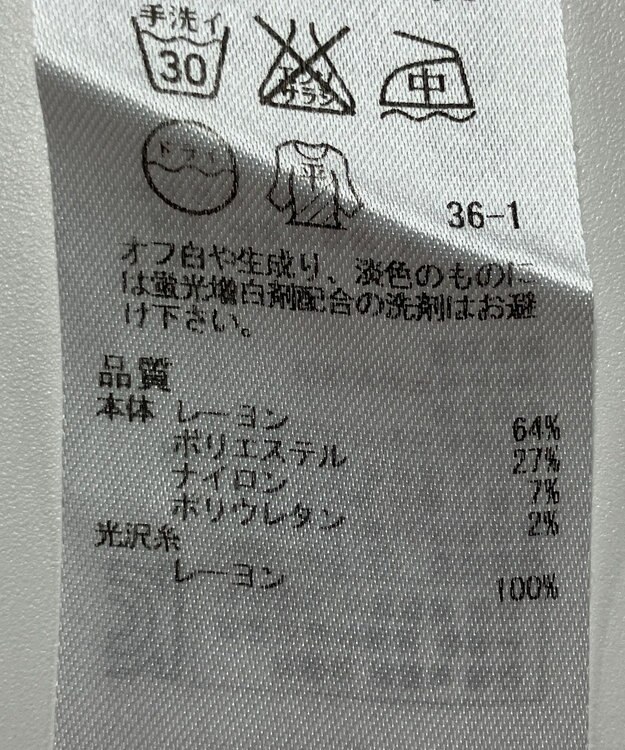 手洗イ
30
エンソ
サラシ
中
ドライ
平
36-1
オフ白や生成り、淡色のものに
は蛍光増白剤配合の洗剤はお避
け下さい。
品質
本体 レーヨン 64%
ポリエステル 27%
ナイロン 7%
ポリウレタン 2%
光沢糸
レーヨン 100%